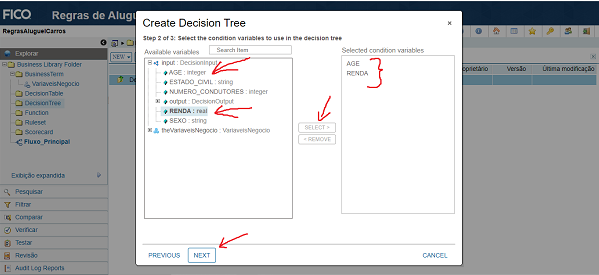 FICO
Regras de Alugue
RegrasAluguelCarros
Explorar
Business Library Folder
BusinessTerm
VariaveisNegocio
DecisionTable
DecisionTree
Function
Ruleset
Scorecard
Fluxo_Principal
Exibição expandida
Pesquisar
Filtrar
Comparar
Verificar
Testar
Revisão
Audit Log Reports
NEW
De
Create Decision Tree
×
Step 2 of 3: Select the condition variables to use in the decision tree
Available variables
Search Item
input : DecisionInput
AGE : integer
ESTADO_CIVIL : string
NUMERO_CONDUTORES : integer
output : DecisionOutput
RENDA : real
SEXO : string
theVariaveisNegocio : VariaveisNegocio
SELECT >
< REMOVE
Selected condition variables
AGE
RENDA
PREVIOUS
NEXT
CANCEL
oprietário
Versão
Última modificação